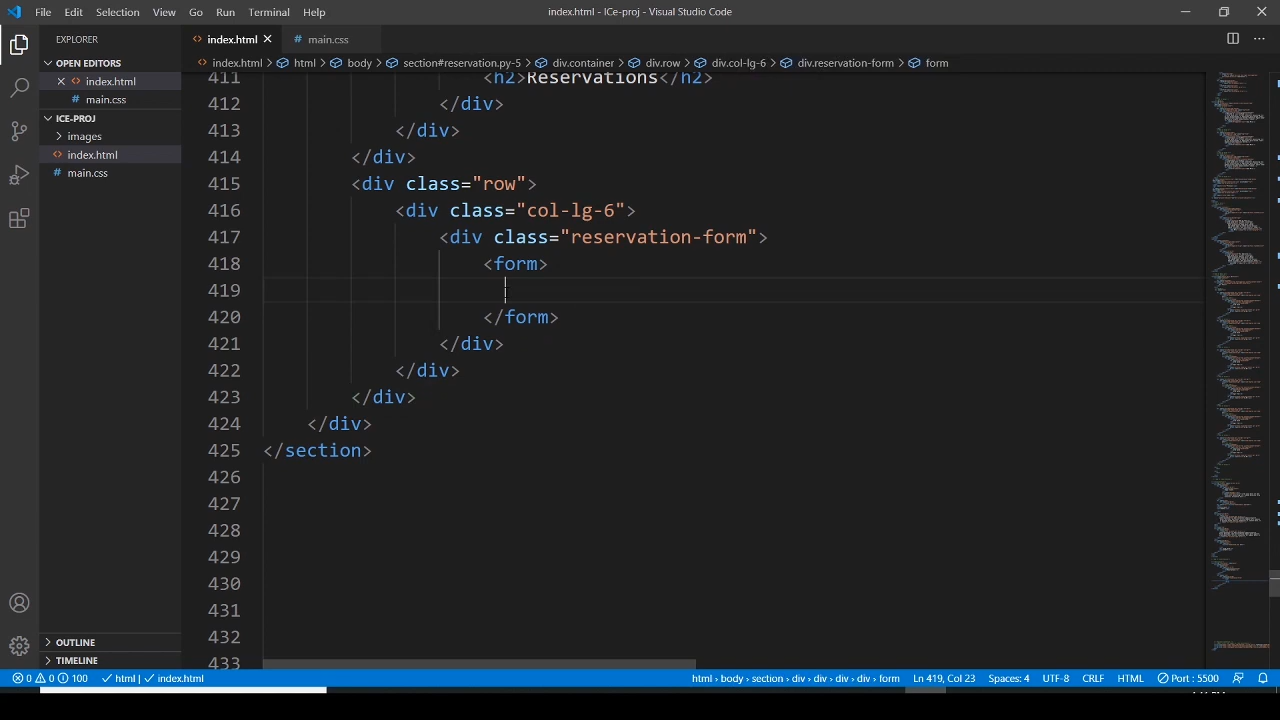 File Edit Selection View Go Run Terminal Help
index.html - ICe-proj - Visual Studio Code
EXPLORER
OPEN EDITORS
index.html
main.css
ICE-PROJ
images
index.html
main.css
OUTLINE
TIMELINE
index.html main.css
index.html html body section#reservation.py-5 div.container div.row div.col-lg-6 div.reservation-form form
411 <h2>Reservations</h2>
412 </div>
413 </div>
414 </div>
415 <div class="row">
416 <div class="col-lg-6">
417 <div class="reservation-form">
418 <form>
419
420 </form>
421 </div>
422 </div>
423 </div>
424 </div>
425 </section>
426
427
428
429
430
431
432
433
0 0 100 html index.html html › body › section › div › div › div › div › form Ln 419, Col 23 Spaces: 4 UTF-8 CRLF HTML Port : 5500